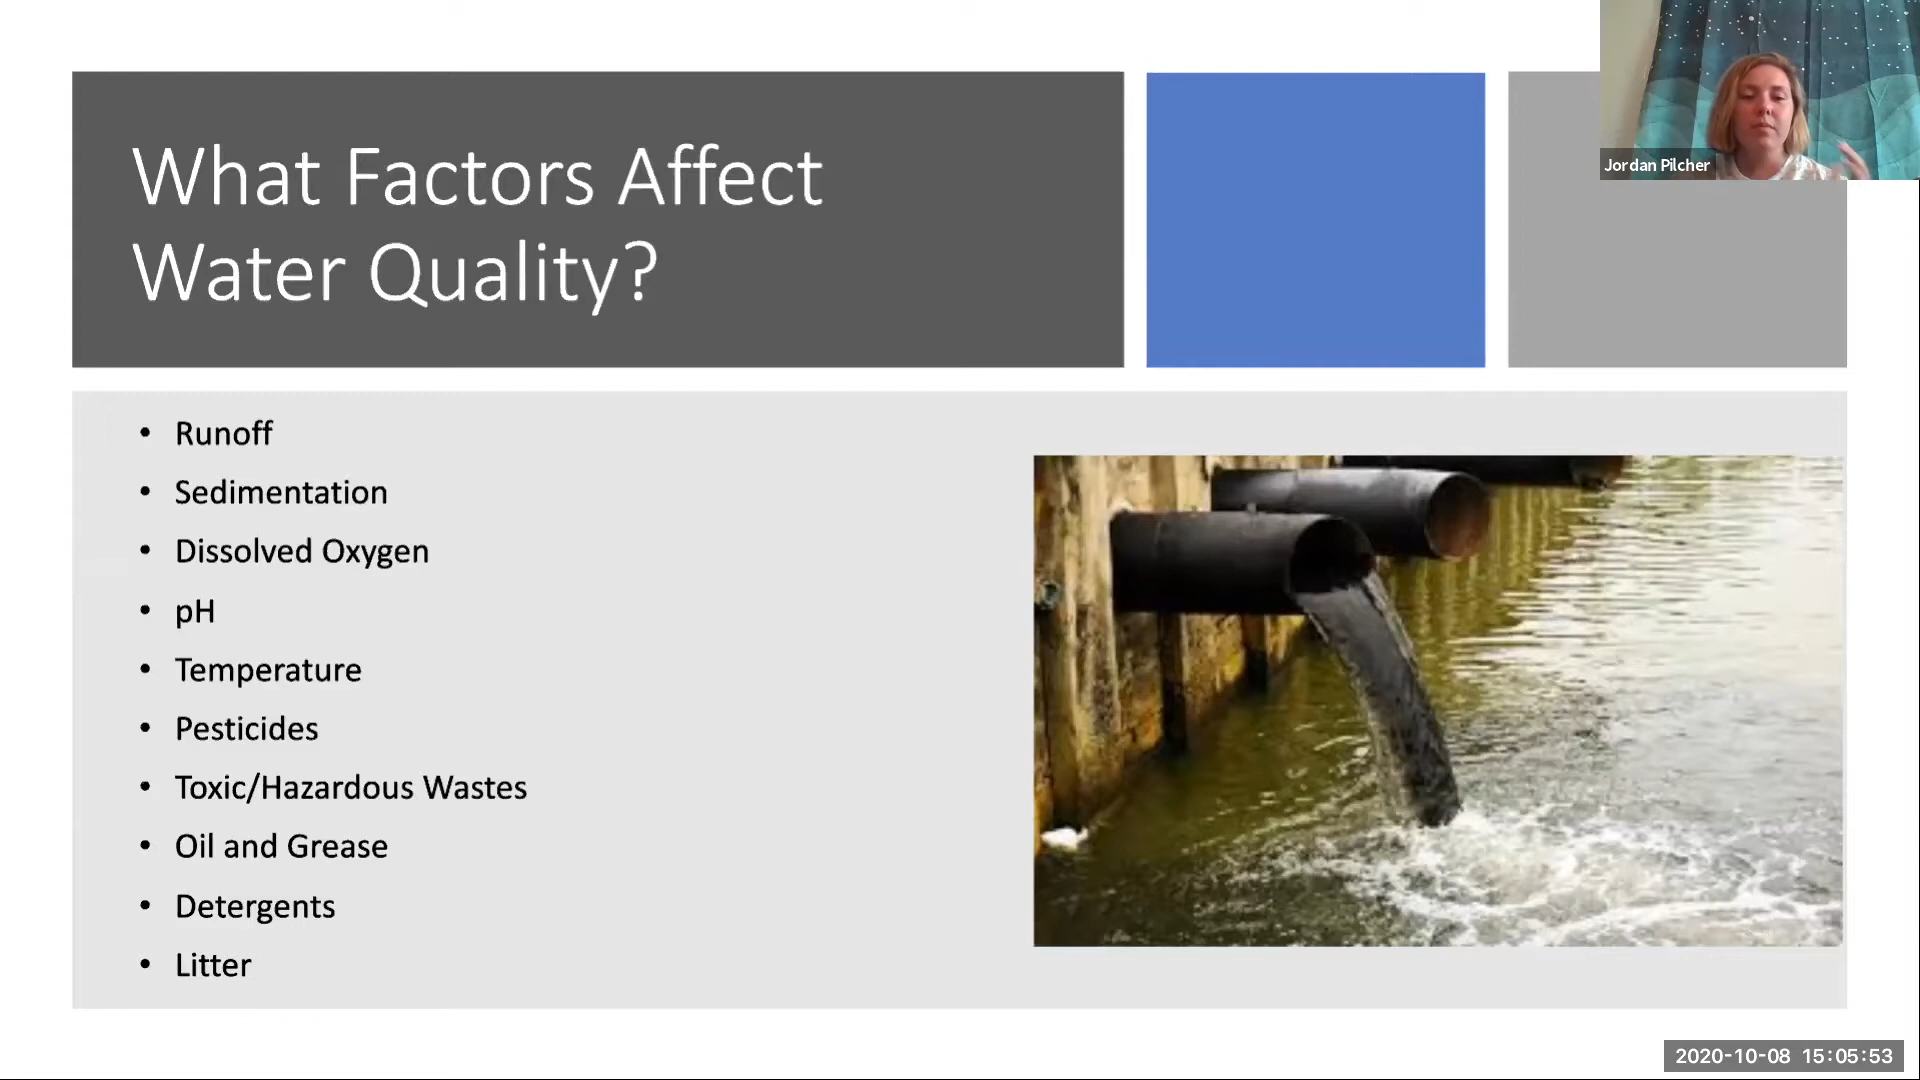 What Factors Affect
Water Quality?
Jordan Pilcher
• Runoff
• Sedimentation
• Dissolved Oxygen
• pH
• Temperature
• Pesticides
• Toxic/Hazardous Wastes
• Oil and Grease
• Detergents
• Litter
2020-10-08 15:05:53